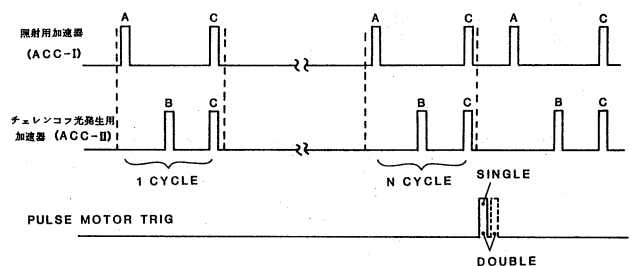 A C A C A C
照射用加速器
(ACC-I)
B C B C B C
チェレンコフ光発生用
加速器 (ACC-II)
1 CYCLE N CYCLE
SINGLE
PULSE MOTOR TRIG
DOUBLE